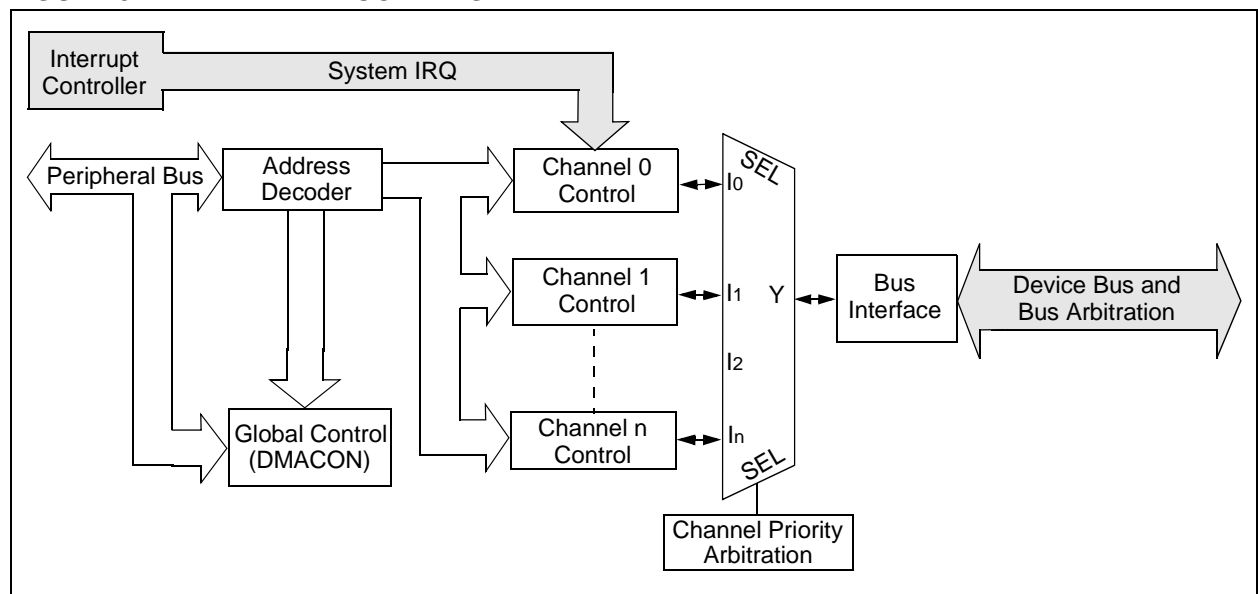 Interrupt
Controller
System IRQ
Peripheral Bus
Address
Decoder
Channel 0
Control
I0
SEL
Channel 1
Control
I1
Y
Bus
Interface
Device Bus and
Bus Arbitration
I2
Global Control
(DMACON)
Channel n
Control
In
SEL
Channel Priority
Arbitration